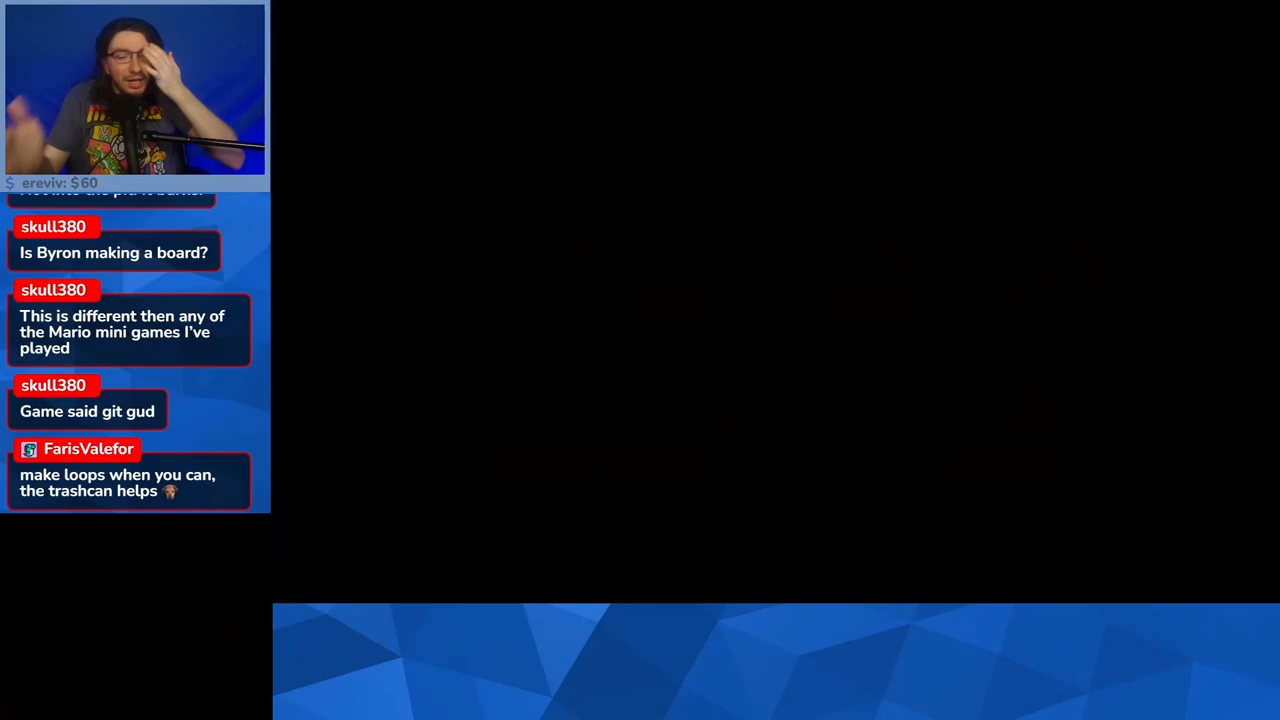 $ ereviv: $60
skull380
Is Byron making a board?
skull380
This is different then any of
the Mario mini games I've
played
skull380
Game said git gud
FarisValefor
make loops when you can,
the trashcan helps